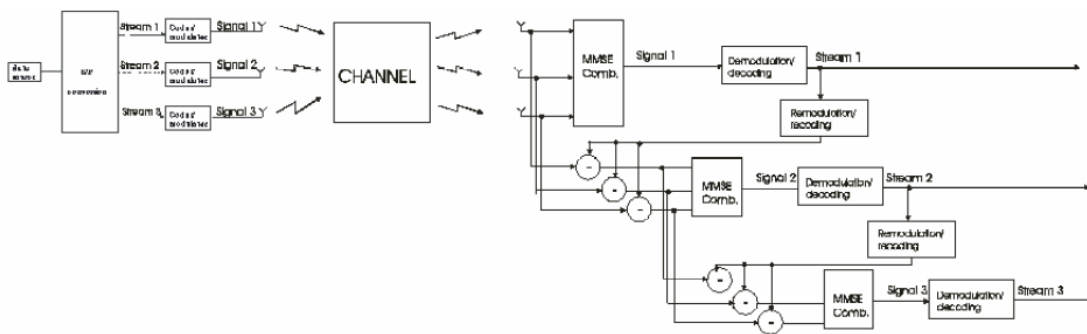 Stream 1
Signal 1
Stream 2
Signal 2
Stream 3
Signal 3
CHANNEL
MMSE
Comb.
Signal 1
Demodulation/
decoding
Stream 1
Remodulation/
recoding
MMSE
Comb.
Signal 2
Demodulation/
decoding
Stream 2
Remodulation/
recoding
MMSE
Comb.
Signal 3
Demodulation/
decoding
Stream 3